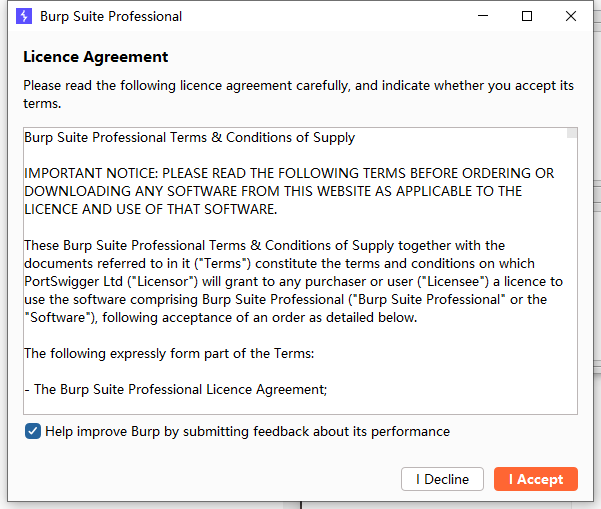 Burp Suite Professional
Licence Agreement
Please read the following licence agreement carefully, and indicate whether you accept its
terms.
Burp Suite Professional Terms & Conditions of Supply
IMPORTANT NOTICE: PLEASE READ THE FOLLOWING TERMS BEFORE ORDERING OR
DOWNLOADING ANY SOFTWARE FROM THIS WEBSITE AS APPLICABLE TO THE
LICENCE AND USE OF THAT SOFTWARE.
These Burp Suite Professional Terms & Conditions of Supply together with the
documents referred to in it ("Terms") constitute the terms and conditions on which
PortSwigger Ltd ("Licensor") will grant to any purchaser or user ("Licensee") a licence to
use the software comprising Burp Suite Professional ("Burp Suite Professional" or the
"Software"), following acceptance of an order as detailed below.
The following expressly form part of the Terms:
- The Burp Suite Professional Licence Agreement;
Help improve Burp by submitting feedback about its performance
I Decline
I Accept